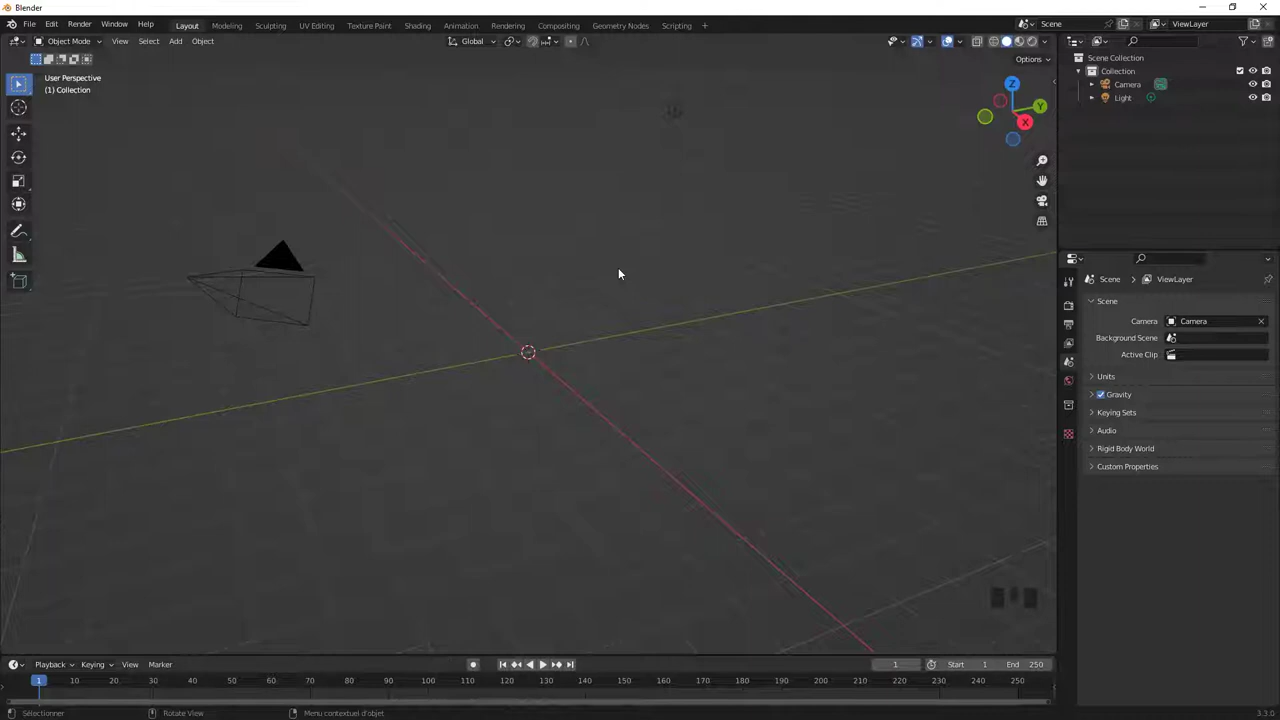 Blender
File Edit Render Window Help Layout Modeling Sculpting UV Editing Texture Paint Shading Animation Rendering Compositing Geometry Nodes Scripting + Scene ViewLayer
Object Mode View Select Add Object Global
Options
User Perspective
(1) Collection
Z
Y
X
Scene Collection
Collection
Camera
Light
Scene ViewLayer
Scene
Camera Camera
Background Scene
Active Clip
Units
Gravity
Keying Sets
Audio
Rigid Body World
Custom Properties
Playback Keying View Marker 1 Start 1 End 250
1 10 20 30 40 50 60 70 80 90 100 110 120 130 140 150 160 170 180 190 200 210 220 230 240 250
Sélectionner Rotate View Menu contextuel d'objet 3.3.0